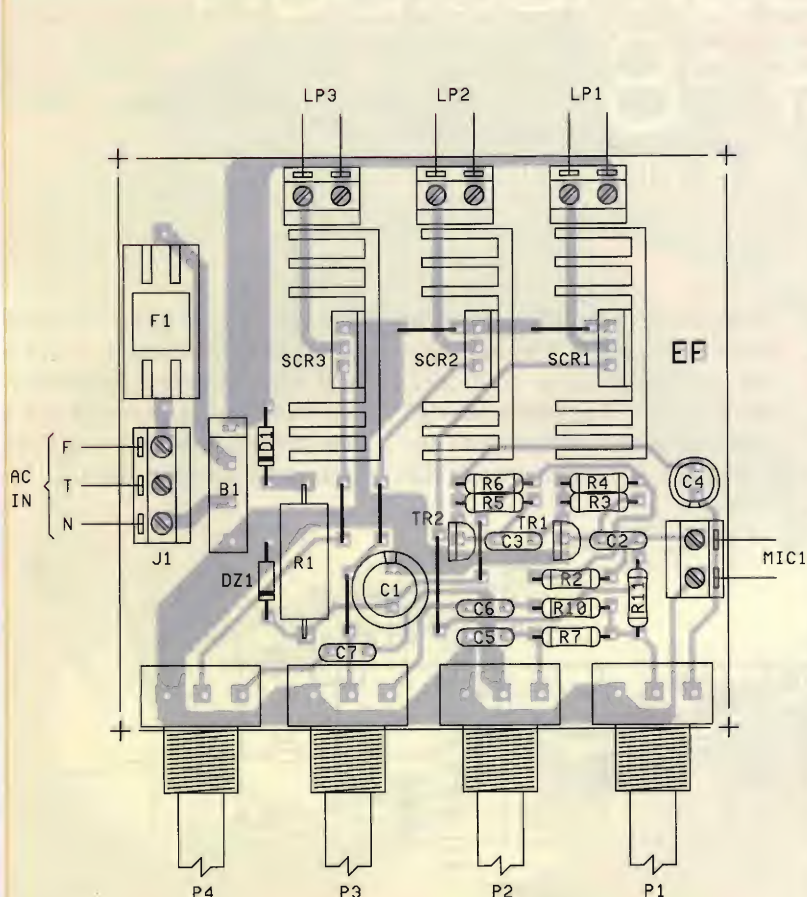 LP3 LP2 LP1
F1
SCR3 SCR2 SCR1
EF
AC IN
F
T
N
J1
B1
D1
R6 R4
R5 R3
C4
TR2 TR1
C3 C2
MIC1
R1
DZ1
C1
R2
R11
C6 R10
C5 R7
C7
P4 P3 P2 P1